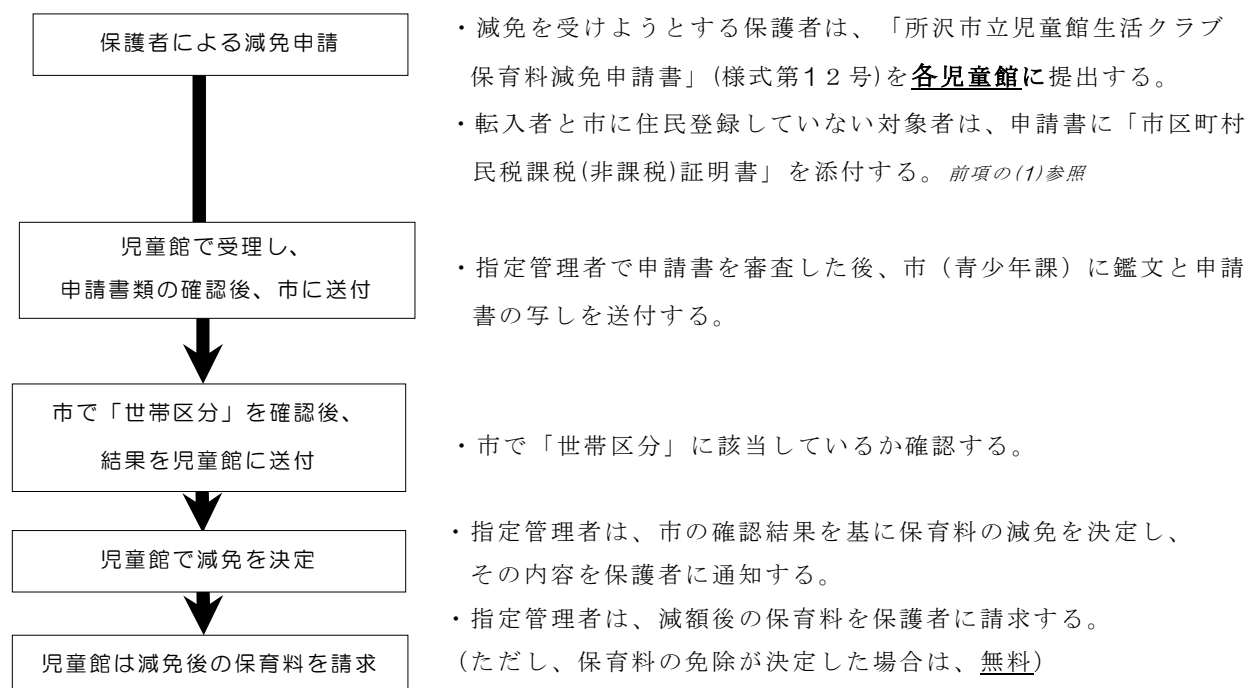 保護者による減免申請
・減免を受けようとする保護者は、「所沢市立児童館生活クラブ
保育料減免申請書」(様式第1２号)を各児童館に提出する。
・転入者と市に住民登録していない対象者は、申請書に「市区町村
民税課税(非課税)証明書」を添付する。前項の(1)参照
児童館で受理し、
申請書類の確認後、市に送付
・指定管理者で申請書を審査した後、市（青少年課）に鑑文と申請
書の写しを送付する。
市で「世帯区分」を確認後、
結果を児童館に送付
・市で「世帯区分」に該当しているか確認する。
児童館で減免を決定
・指定管理者は、市の確認結果を基に保育料の減免を決定し、
その内容を保護者に通知する。
・指定管理者は、減額後の保育料を保護者に請求する。
（ただし、保育料の免除が決定した場合は、無料）
児童館は減免後の保育料を請求